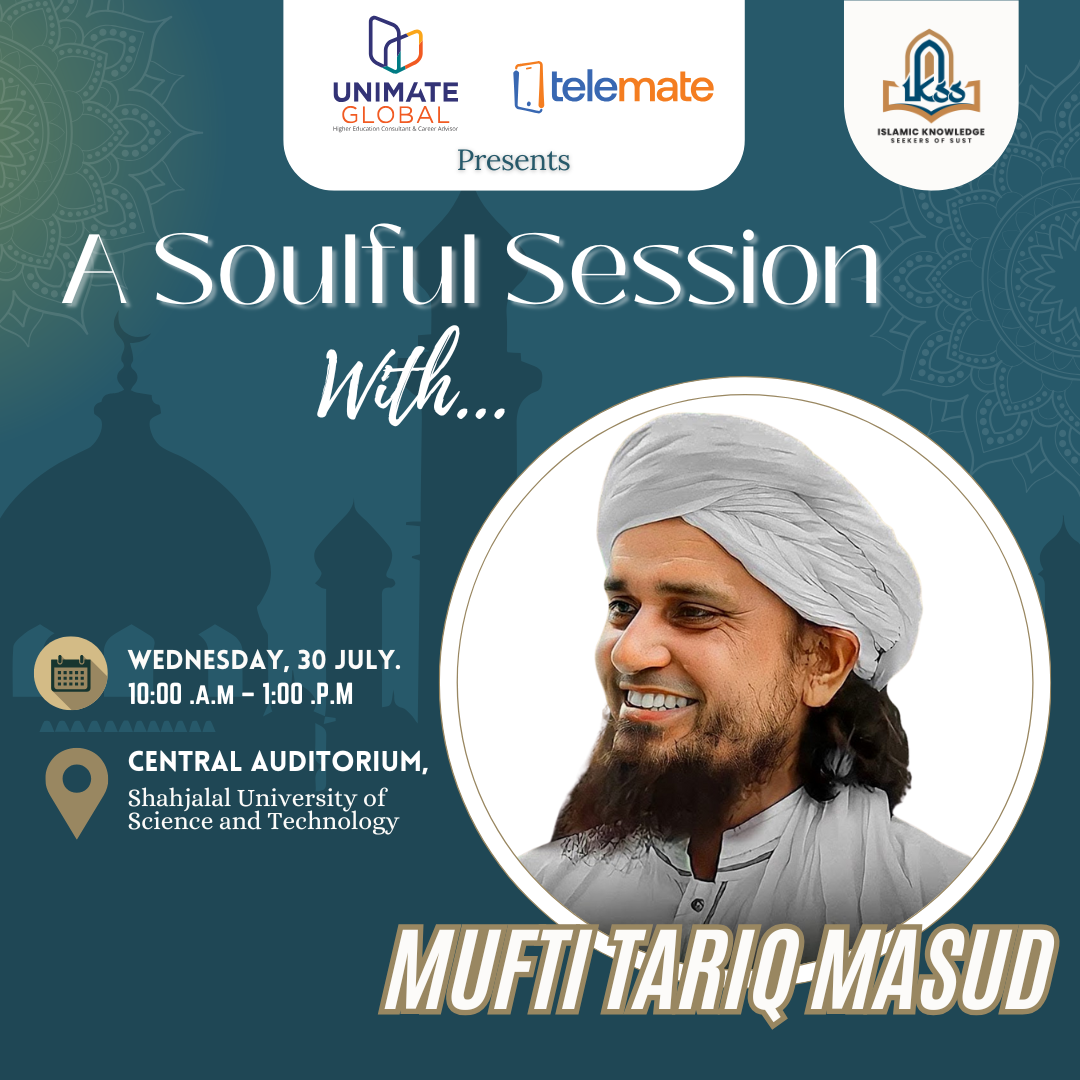 UNIMATE
GLOBAL
Higher Education Consultant & Career Advisor
telemate
Presents
ikss
ISLAMIC KNOWLEDGE
SEEKERS OF SUST
A Soulful Session
With...
WEDNESDAY, 30 JULY.
10:00 .A.M – 1:00 .P.M
CENTRAL AUDITORIUM,
Shahjalal University of
Science and Technology
MUFTI TARIQ MASUD